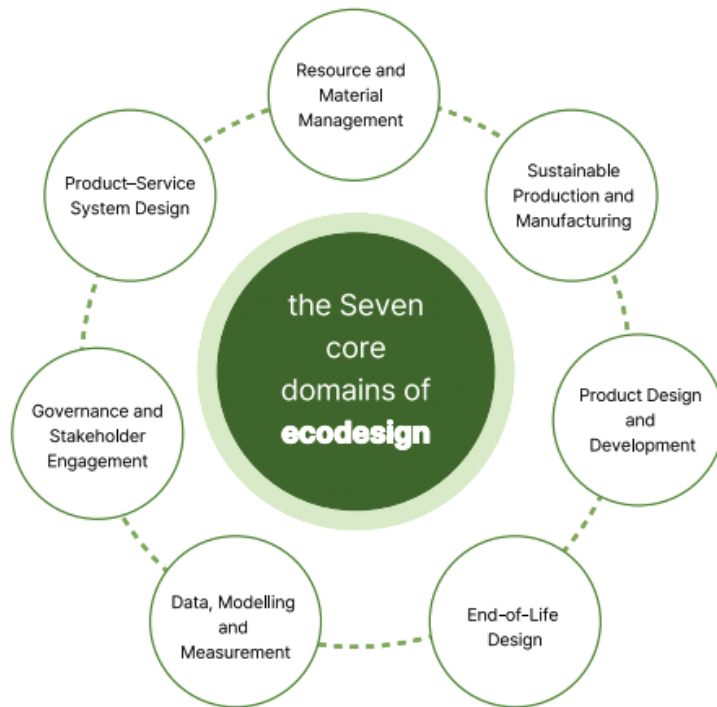 Resource and
Material
Management
Sustainable
Production and
Manufacturing
Product Design
and
Development
End-of-Life
Design
Data, Modelling
and
Measurement
Governance and
Stakeholder
Engagement
Product–Service
System Design
the Seven
core
domains of
ecodesign